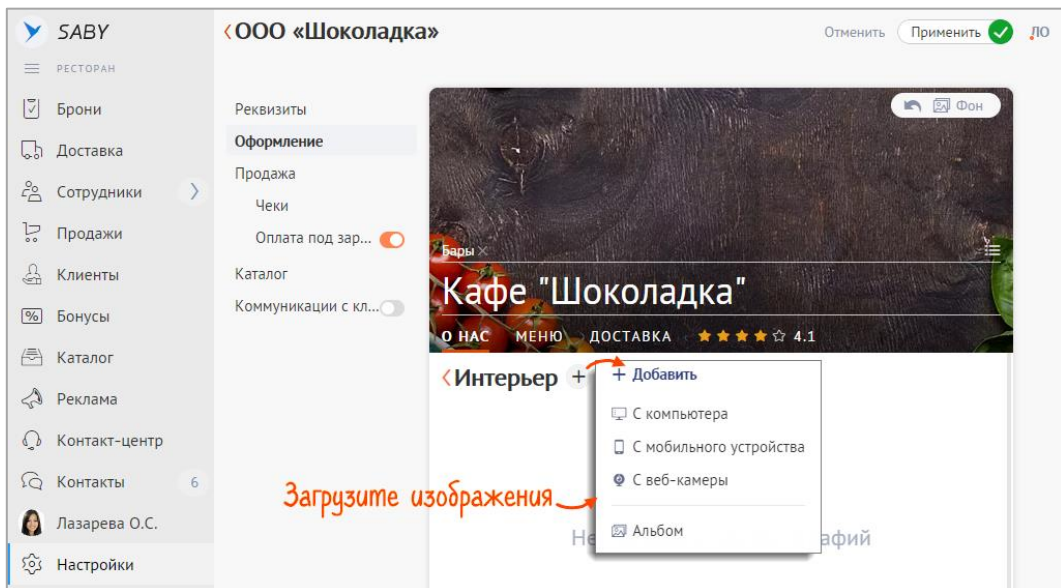 SABY
РЕСТОРАН
Брони
Доставка
Сотрудники
Продажи
Клиенты
% Бонусы
Каталог
Реклама
Контакт-центр
Контакты 6
Лазарева О.С.
Настройки
ООО «Шоколадка»
Отменить Применить ЛО
Реквизиты
Оформление
Продажа
Чеки
Оплата под зар...
Каталог
Коммуникации с кл...
Фон
Бары
Кафе "Шоколадка"
О НАС МЕНЮ ДОСТАВКА 4.1
Интерьер +
+ Добавить
С компьютера
С мобильного устройства
С веб-камеры
Альбом
Загрузите изображения